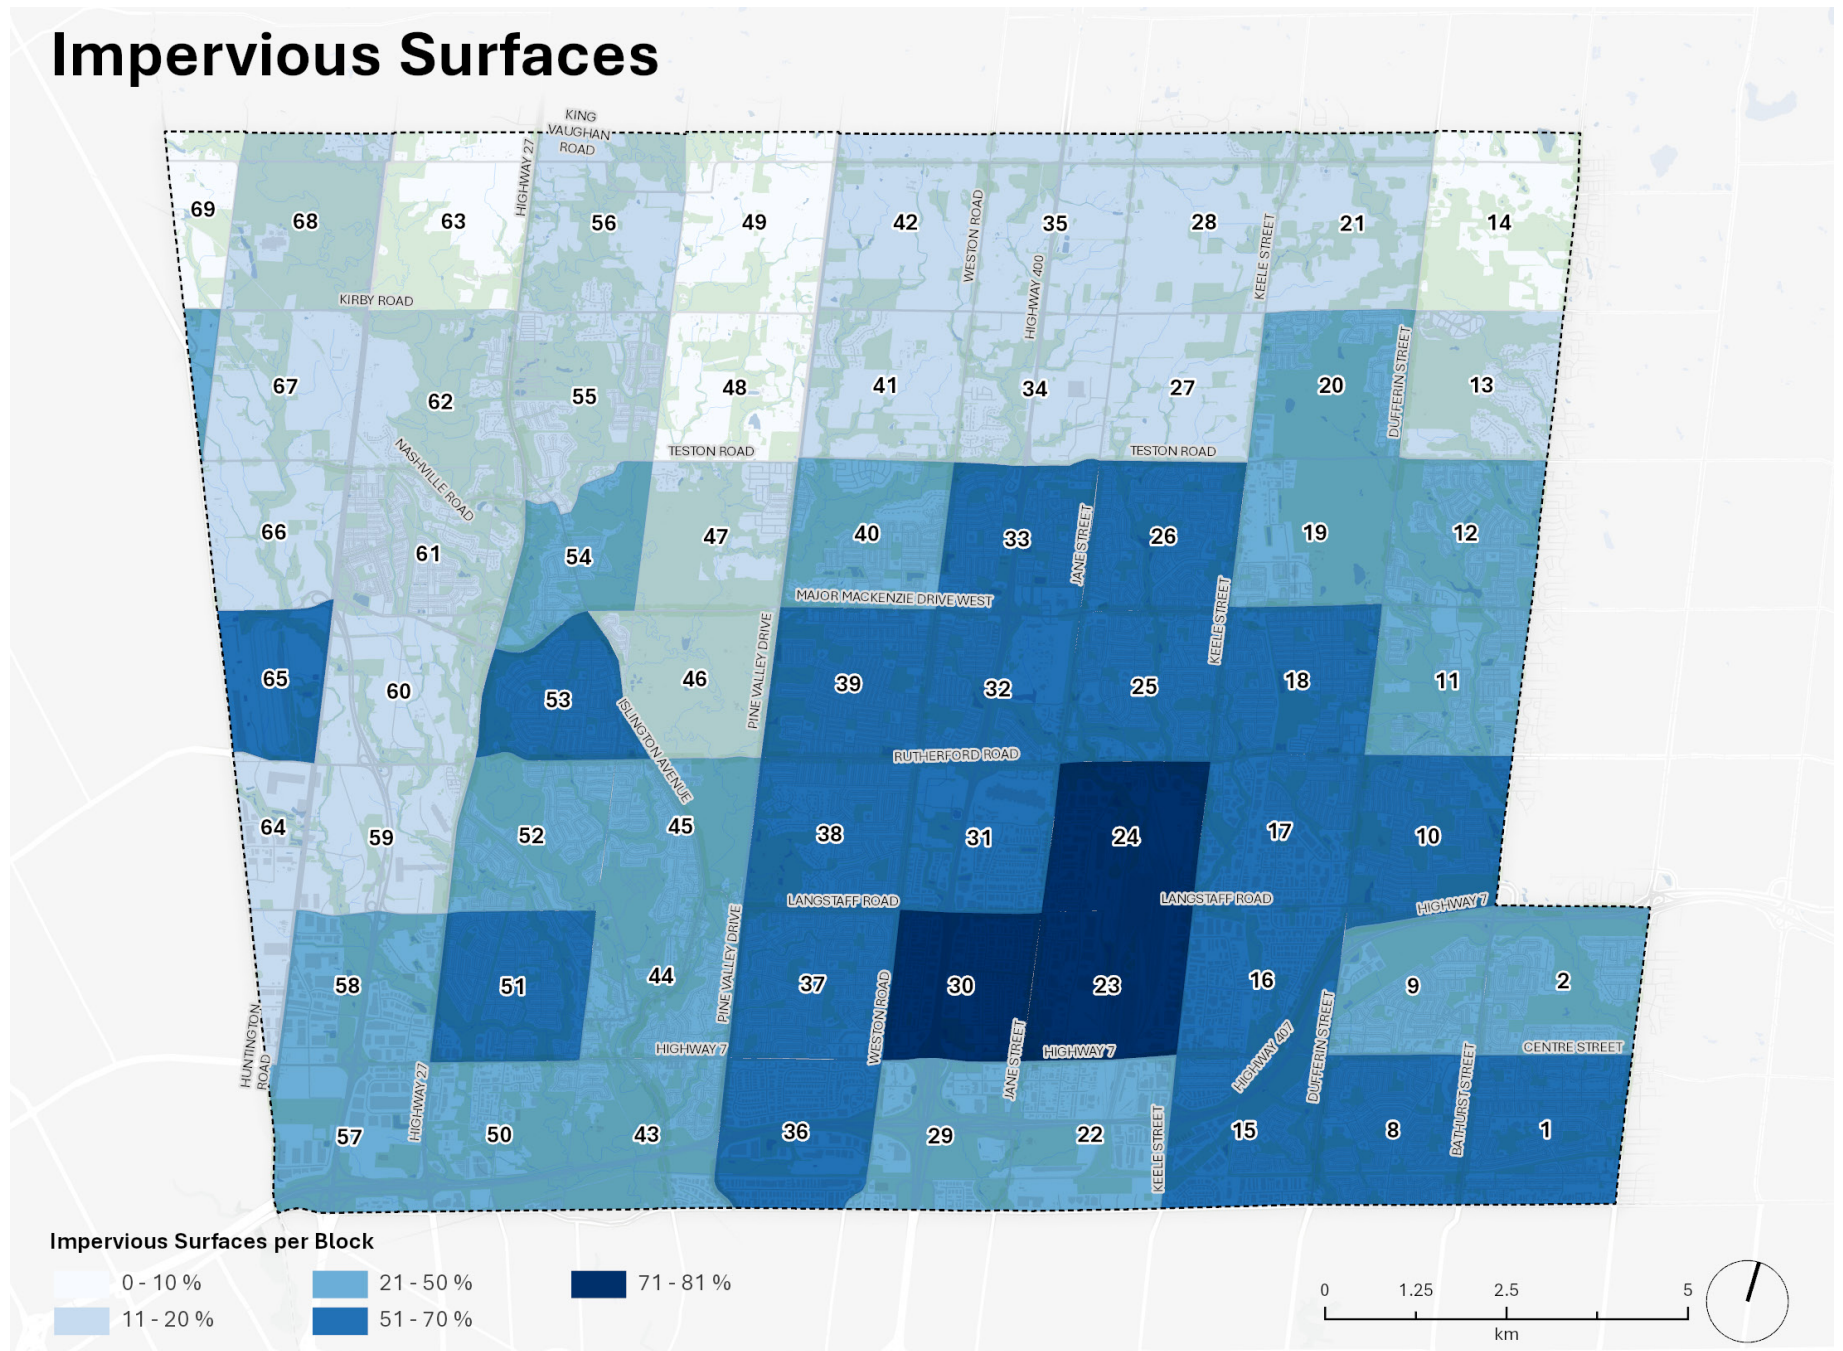 Impervious Surfaces
KING
VAUGHAN
ROAD
HIGHWAY 27
69
68
63
56
49
42
WESTON ROAD
35
28
KEELE STREET
21
14
HIGHWAY 400
KIRBY ROAD
67
62
55
48
41
34
27
20
DUFFERIN STREET
13
NASHVILLE ROAD
TESTON ROAD
TESTON ROAD
66
61
54
47
40
33
JANE STREET
26
19
12
MAJOR MACKENZIE DRIVE WEST
KEELE STREET
65
60
53
46
PINE VALLEY DRIVE
39
32
25
18
11
ISLINGTON AVENUE
RUTHERFORD ROAD
64
59
52
45
38
31
24
17
10
LANGSTAFF ROAD
LANGSTAFF ROAD
HIGHWAY 7
58
51
44
PINE VALLEY DRIVE
37
WESTON ROAD
30
23
16
9
2
HUNTINGTON
ROAD
HIGHWAY 7
JANE STREET
HIGHWAY 7
HIGHWAY 407
DUFFERIN STREET
CENTRE STREET
BATHURST STREET
HIGHWAY 27
57
50
43
36
29
22
KEELE STREET
15
8
1
Impervious Surfaces per Block
0 - 10 %
21 - 50 %
71 - 81 %
11 - 20 %
51 - 70 %
0
1.25
2.5
5
km